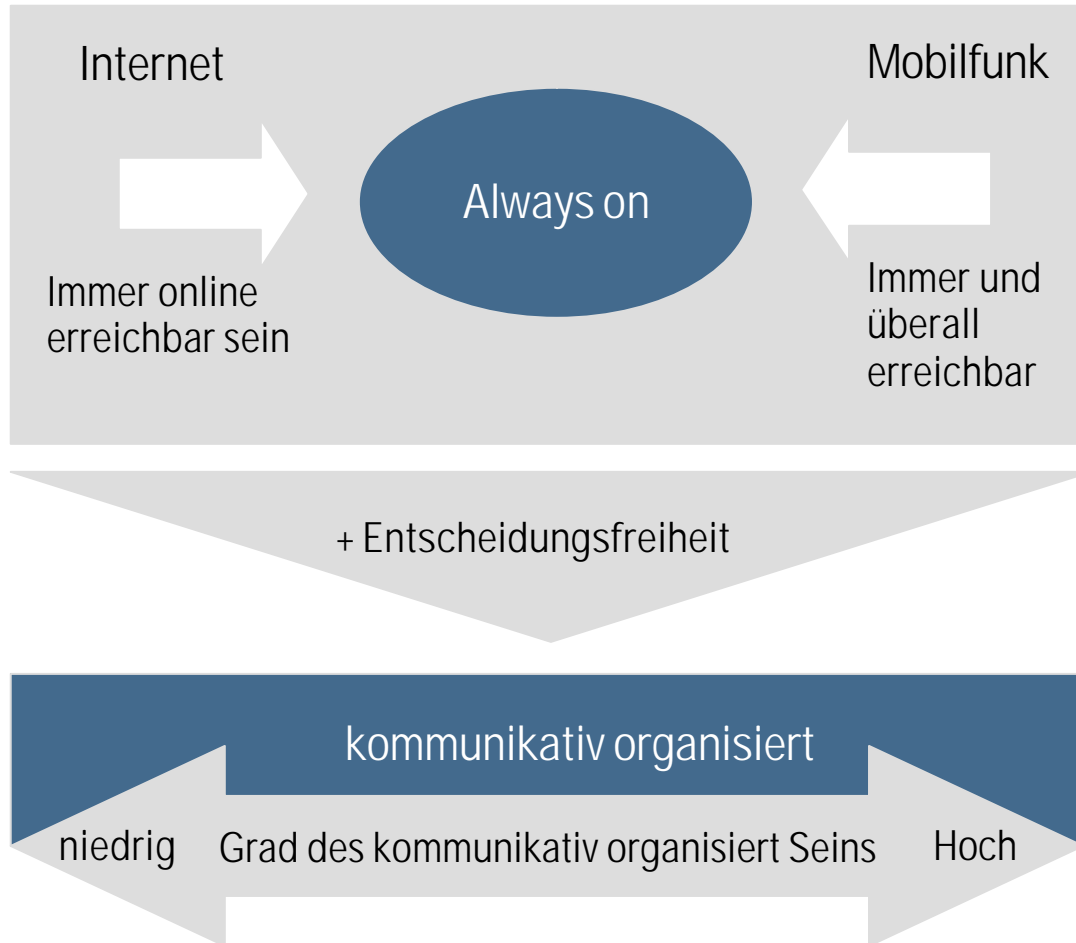 Internet
Mobilfunk
Always on
Immer online
erreichbar sein
Immer und
überall
erreichbar
+ Entscheidungsfreiheit
kommunikativ organisiert
niedrig Grad des kommunikativ organisiert Seins Hoch